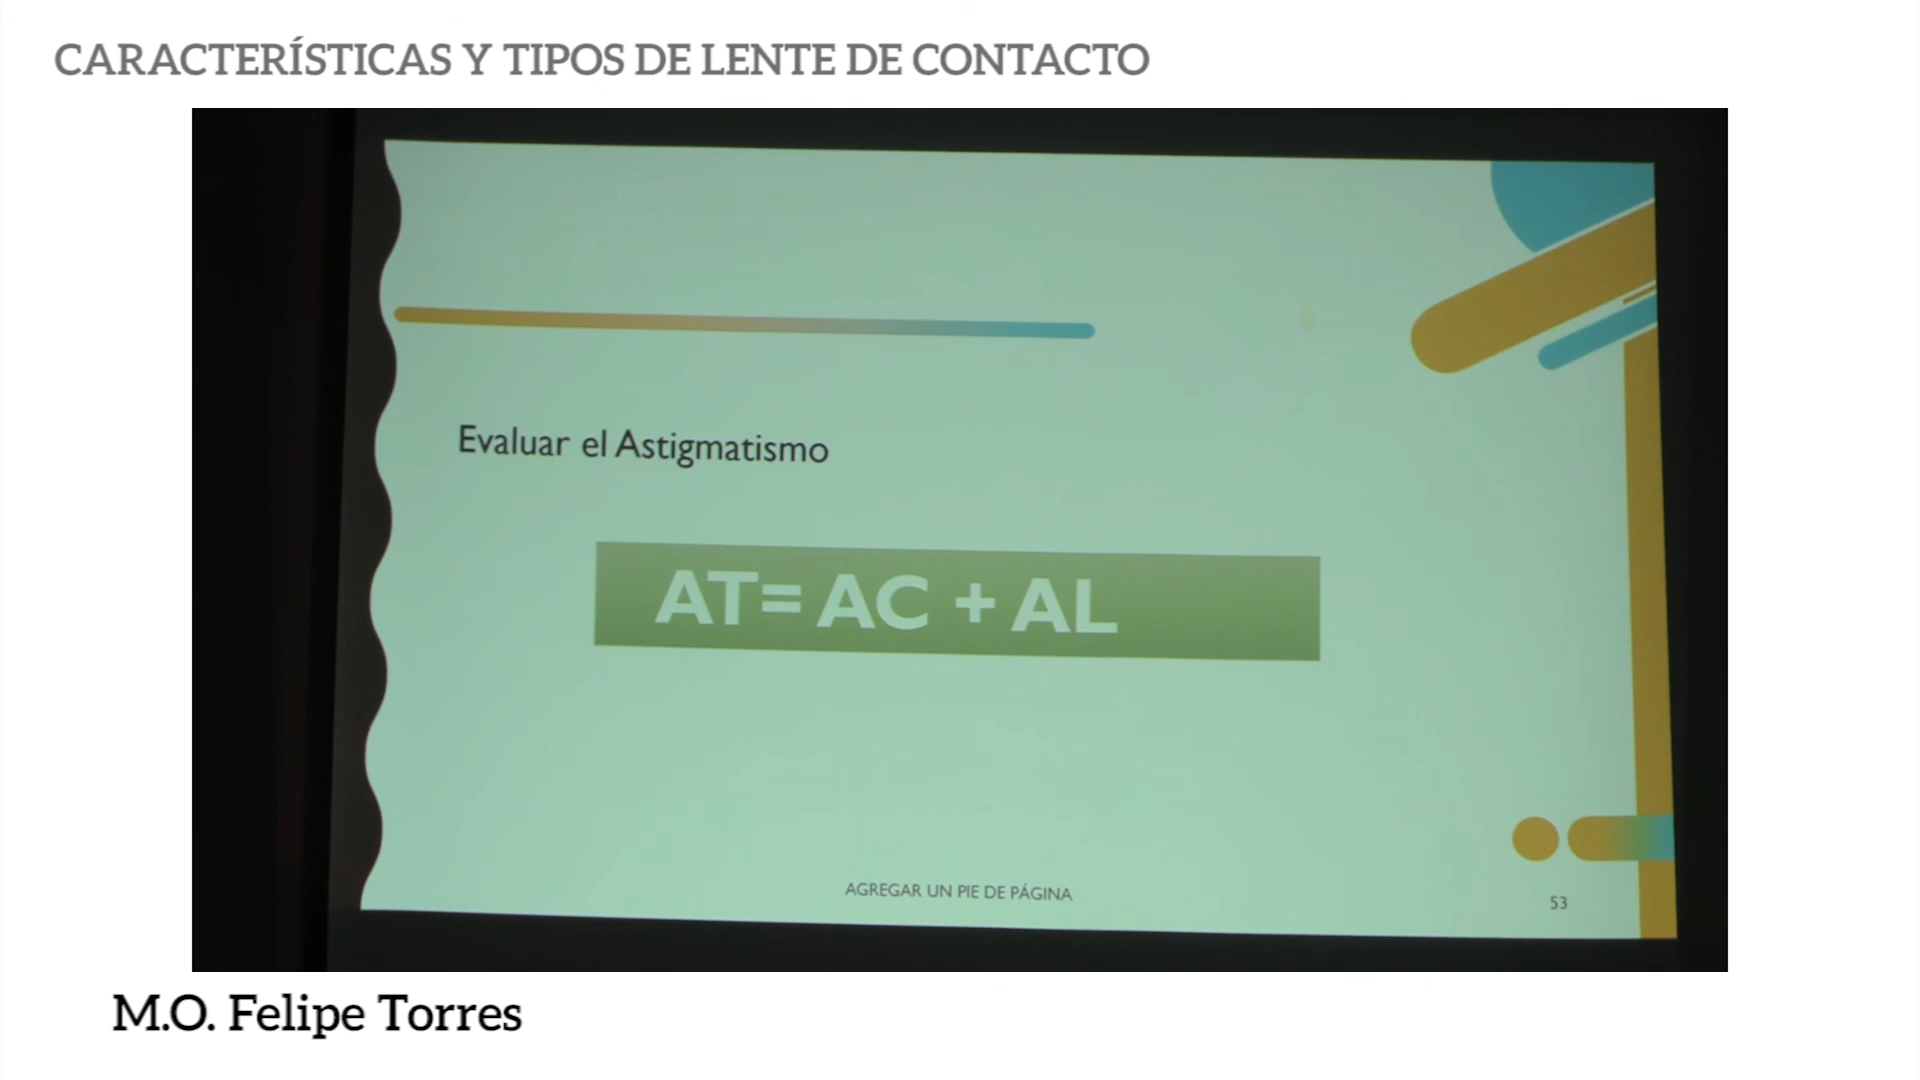 CARACTERÍSTICAS Y TIPOS DE LENTE DE CONTACTO
Evaluar el Astigmatismo
AT= AC + AL
AGREGAR UN PIE DE PÁGINA
53
M.O. Felipe Torres